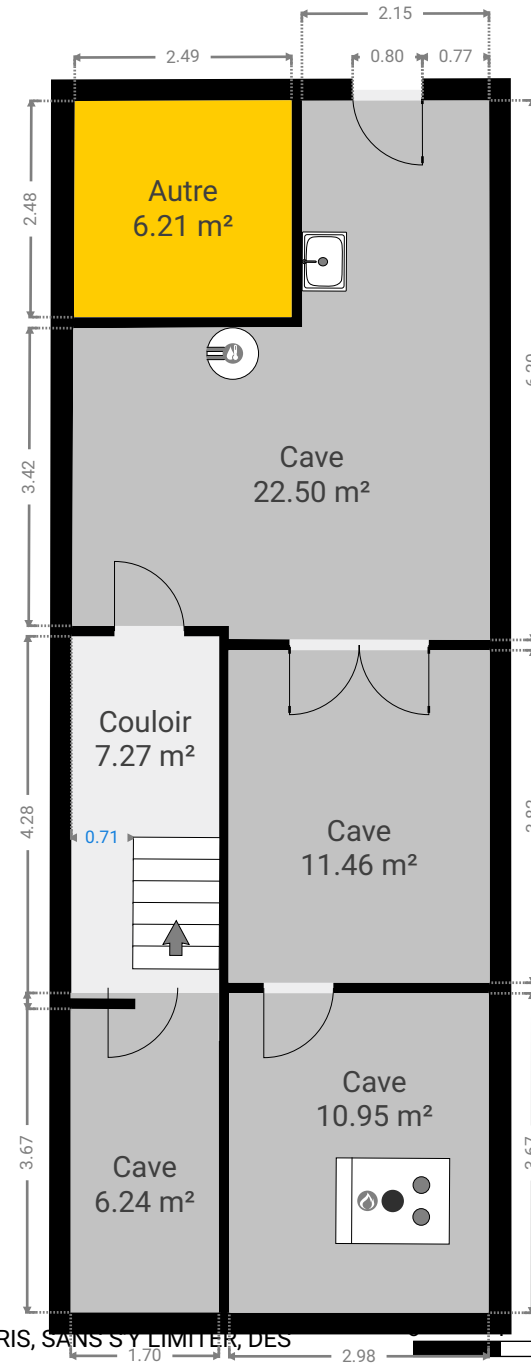 2.15
2.49
0.80
0.77
2.48
Autre
6.21 m²
3.42
Cave
22.50 m²
Couloir
7.27 m²
4.28
0.71
Cave
11.46 m²
Cave
10.95 m²
3.67
Cave
6.24 m²
3.67
RIS, SANS S'Y LIMITER, DES
1.70
2.98